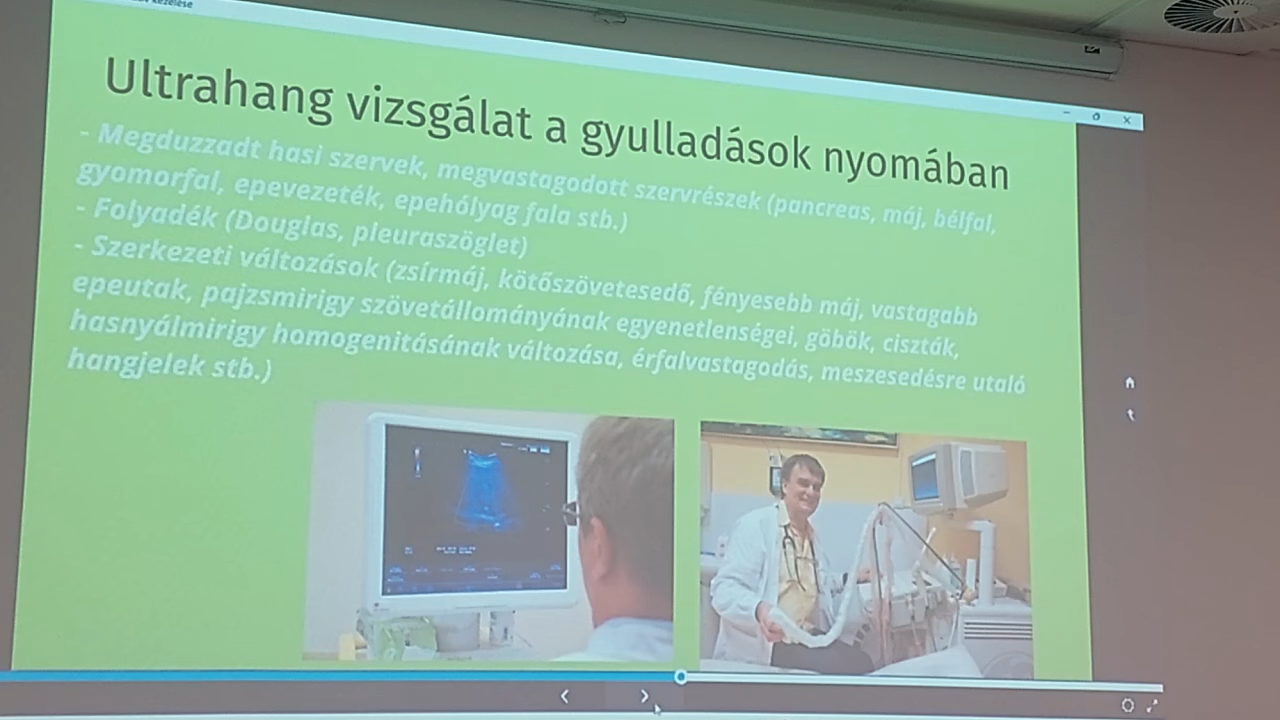 kezelése
Ultrahang vizsgálat a gyulladások nyomában
- Megduzzadt hasi szervek, megvastagodott szervrészek (pancreas, máj, bélfal,
gyomorfal, epevezeték, epehólyag fala stb.)
- Folyadék (Douglas, pleuraszöglet)
- Szerkezeti változások (zsírmáj, kötőszövetesedő, fényesebb máj, vastagabb
epeutak, pajzsmirigy szövetállományának egyenetlenségei, göbök, ciszták,
hasnyálmirigy homogenitásának változása, érfalvastagodás, meszesedésre utaló
hangjelek stb.)